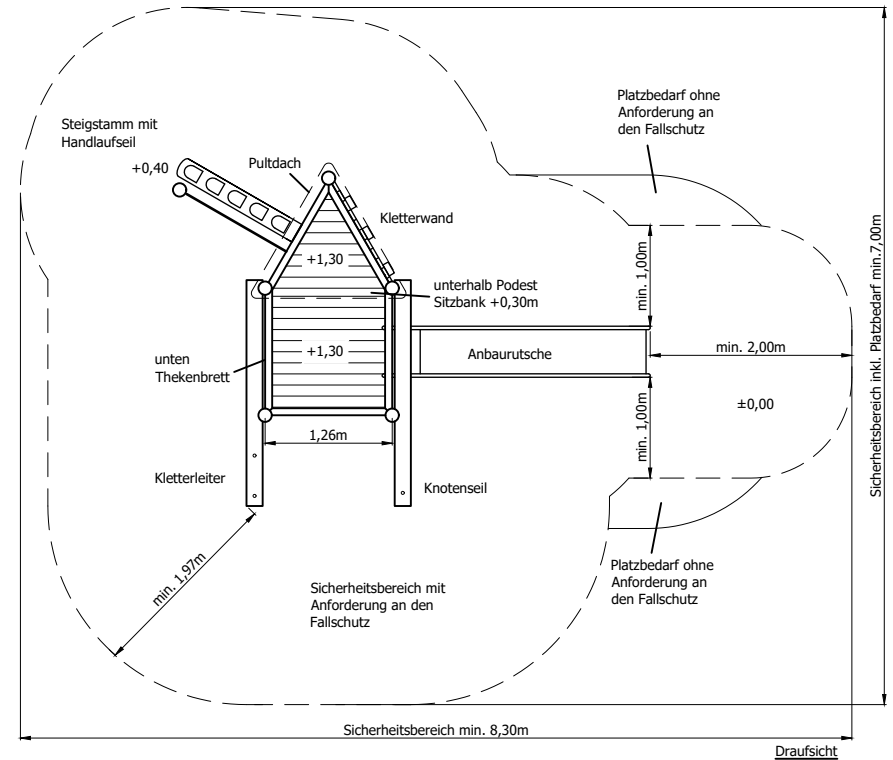 Platzbedarf ohne
Anforderung an
den Fallschutz
Steigstamm mit
Handlaufseil
+0,40
Pultdach
Kletterwand
+1,30
unterhalb Podest
Sitzbank +0,30m
min. 1,00m
Sicherheitsbereich inkl. Platzbedarf min.7,00m
unten
Thekenbrett
+1,30
Anbaurutsche
min. 2,00m
±0,00
1,26m
min. 1,00m
Kletterleiter
Knotenseil
min. 1,97m
Sicherheitsbereich mit
Anforderung an den
Fallschutz
Platzbedarf ohne
Anforderung an
den Fallschutz
Sicherheitsbereich min. 8,30m
Draufsicht